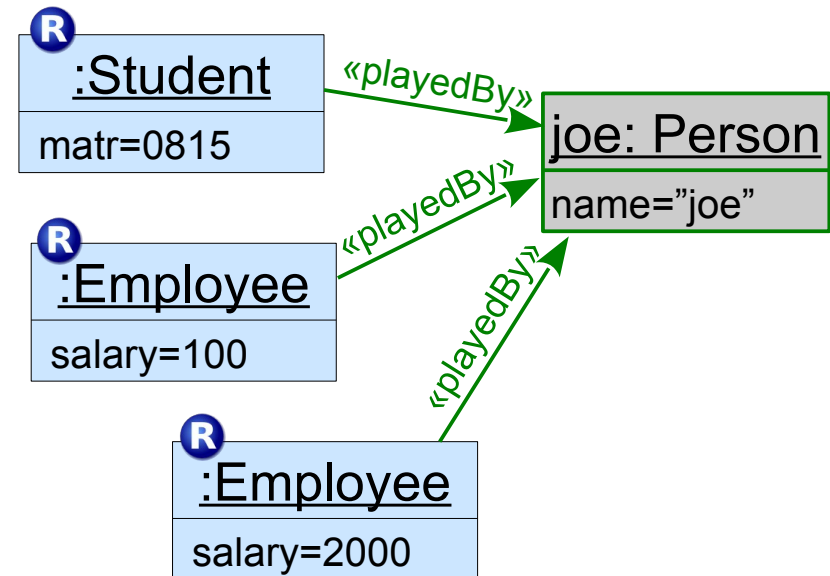 R
:Student
matr=0815
«playedBy»
joe: Person
name=”joe”
R
:Employee
salary=100
«playedBy»
R
:Employee
salary=2000
«playedBy»